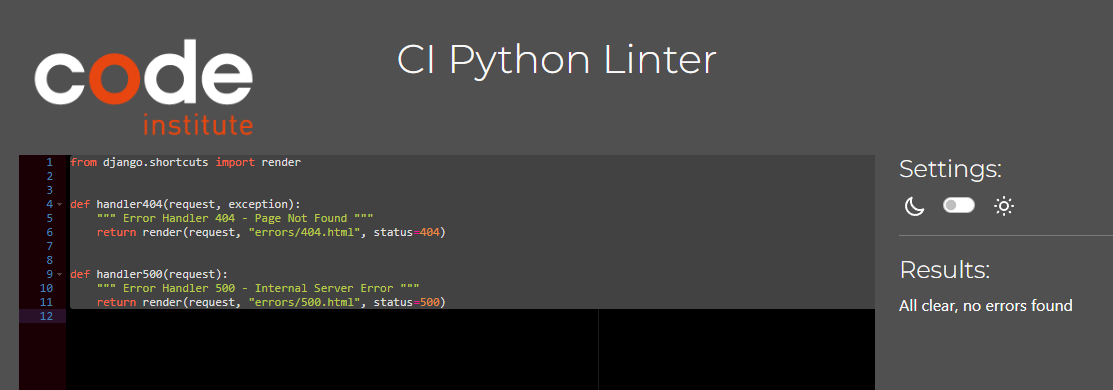 code
institute
CI Python Linter
1 from django.shortcuts import render
2
3
4 def handler404(request, exception):
5     """ Error Handler 404 - Page Not Found """
6     return render(request, "errors/404.html", status=404)
7
8
9 def handler500(request):
10     """ Error Handler 500 - Internal Server Error """
11     return render(request, "errors/500.html", status=500)
12
Settings:
Results:
All clear, no errors found